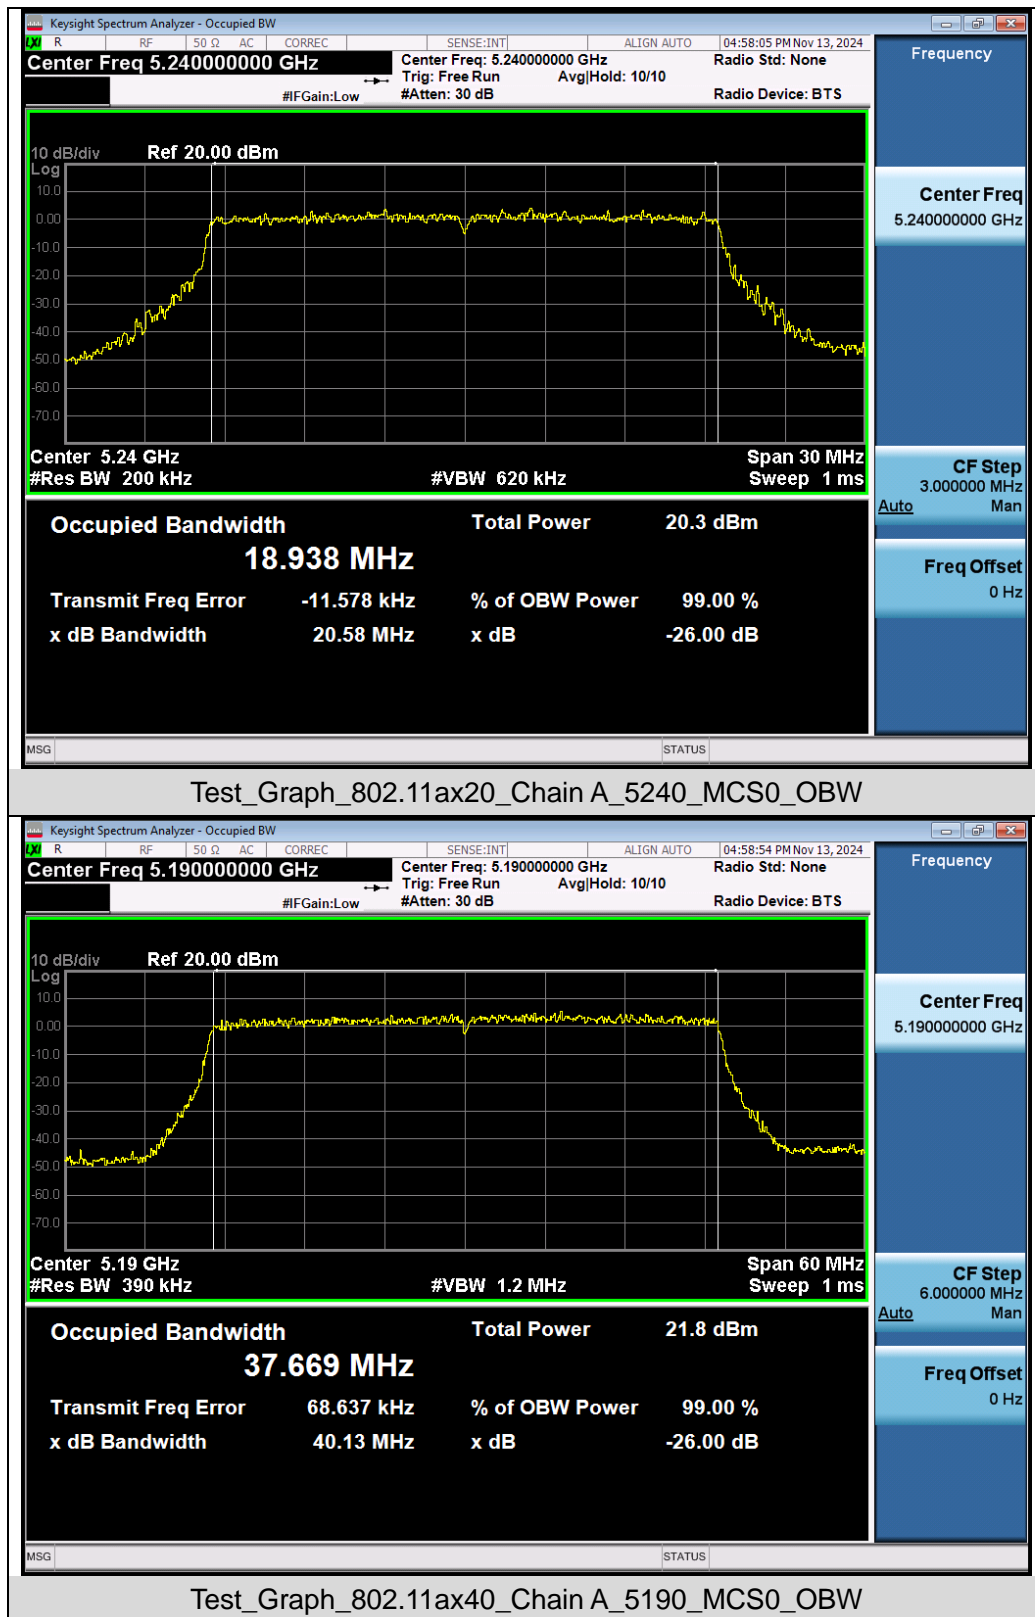 Keysight Spectrum Analyzer - Occupied BW
LXI R RF 50 Ω AC CORREC SENSE:INT ALIGN AUTO 04:58:05 PM Nov 13, 2024
Center Freq 5.240000000 GHz
Center Freq: 5.240000000 GHz
Radio Std: None
Trig: Free Run Avg|Hold: 10/10
#IFGain:Low #Atten: 30 dB Radio Device: BTS
Frequency
10 dB/div Ref 20.00 dBm
Log
10.0
0.00
-10.0
-20.0
-30.0
-40.0
-50.0
-60.0
-70.0
Center Freq
5.240000000 GHz
Center 5.24 GHz Span 30 MHz
#Res BW 200 kHz #VBW 620 kHz Sweep 1 ms
CF Step
3.000000 MHz
Auto Man
Occupied Bandwidth Total Power 20.3 dBm
18.938 MHz
Transmit Freq Error -11.578 kHz % of OBW Power 99.00 %
x dB Bandwidth 20.58 MHz x dB -26.00 dB
Freq Offset
0 Hz
MSG STATUS
Test_Graph_802.11ax20_Chain A_5240_MCS0_OBW
Keysight Spectrum Analyzer - Occupied BW
LXI R RF 50 Ω AC CORREC SENSE:INT ALIGN AUTO 04:58:54 PM Nov 13, 2024
Center Freq 5.190000000 GHz
Center Freq: 5.190000000 GHz
Radio Std: None
Trig: Free Run Avg|Hold: 10/10
#IFGain:Low #Atten: 30 dB Radio Device: BTS
Frequency
10 dB/div Ref 20.00 dBm
Log
10.0
0.00
-10.0
-20.0
-30.0
-40.0
-50.0
-60.0
-70.0
Center Freq
5.190000000 GHz
Center 5.19 GHz Span 60 MHz
#Res BW 390 kHz #VBW 1.2 MHz Sweep 1 ms
CF Step
6.000000 MHz
Auto Man
Occupied Bandwidth Total Power 21.8 dBm
37.669 MHz
Transmit Freq Error 68.637 kHz % of OBW Power 99.00 %
x dB Bandwidth 40.13 MHz x dB -26.00 dB
Freq Offset
0 Hz
MSG STATUS
Test_Graph_802.11ax40_Chain A_5190_MCS0_OBW